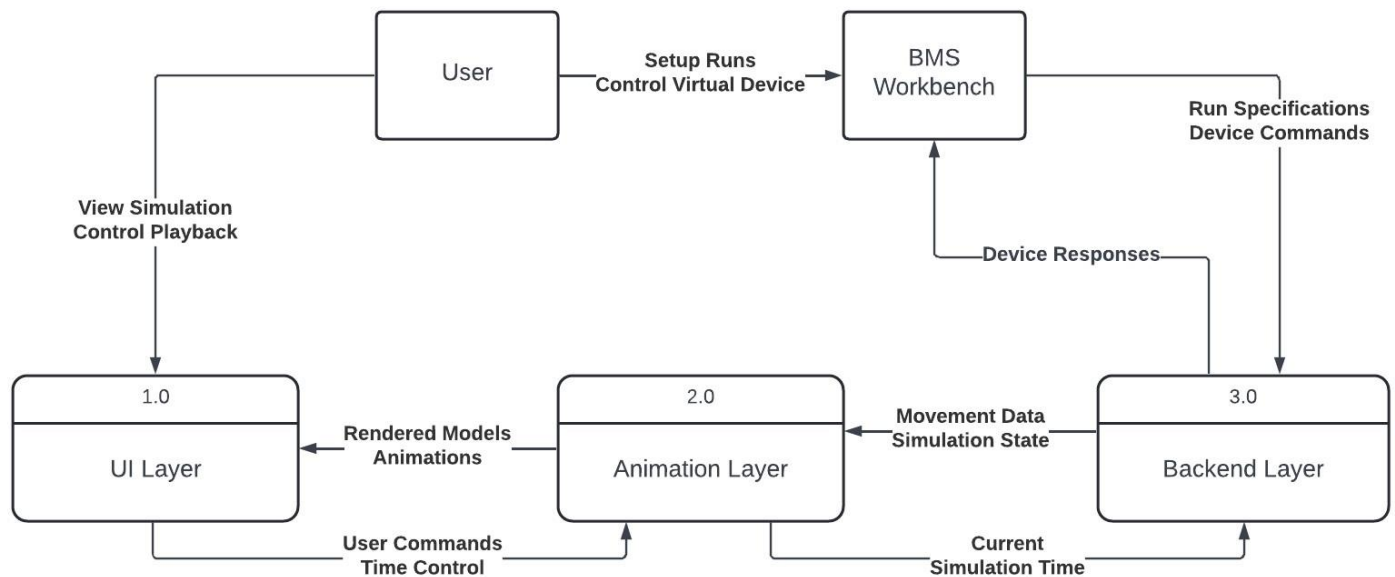 User
Setup Runs
Control Virtual Device
BMS
Workbench
Run Specifications
Device Commands
View Simulation
Control Playback
Device Responses
1.0
UI Layer
Rendered Models
Animations
2.0
Animation Layer
Movement Data
Simulation State
3.0
Backend Layer
User Commands
Time Control
Current
Simulation Time